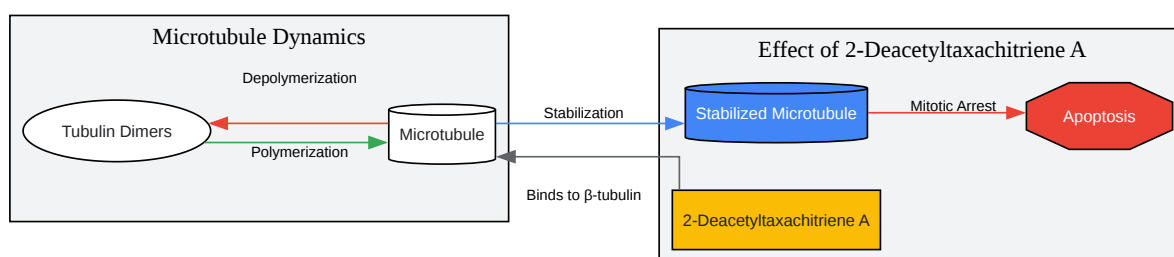 Microtubule Dynamics
Depolymerization
Tubulin Dimers
Microtubule
Polymerization
Stabilization
Binds to β-tubulin
Effect of 2-Deacetyltaxachitriene A
Stabilized Microtubule
Mitotic Arrest
Apoptosis
2-Deacetyltaxachitriene A